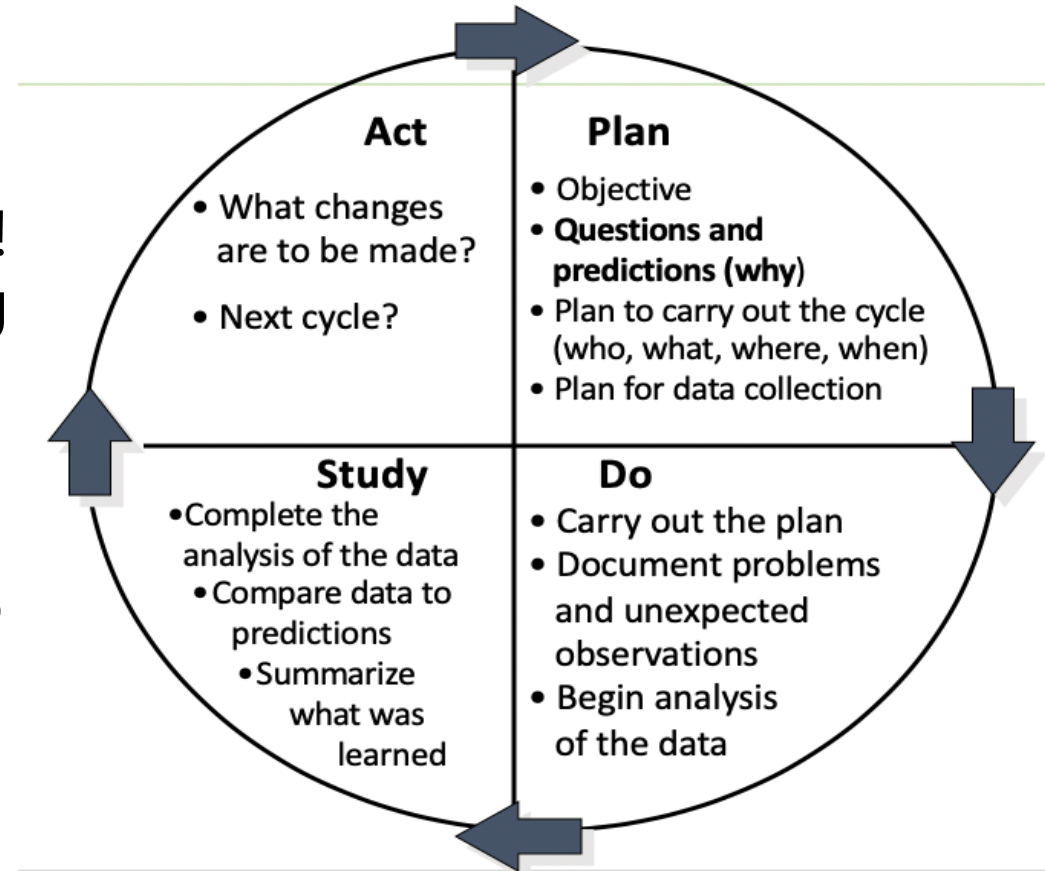 Act
• What changes
are to be made?
• Next cycle?
Plan
• Objective
• Questions and
predictions (why)
• Plan to carry out the cycle
(who, what, where, when)
• Plan for data collection
Study
•Complete the
analysis of the data
•Compare data to
predictions
•Summarize
what was
learned
Do
• Carry out the plan
• Document problems
and unexpected
observations
• Begin analysis
of the data